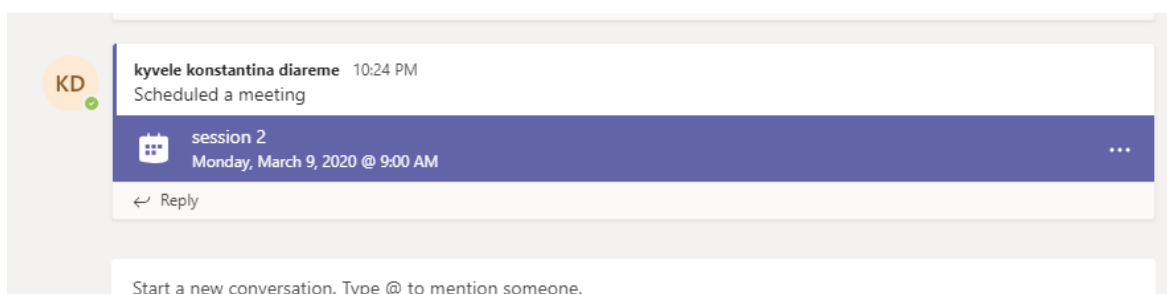 KD
kyvele konstantina diareme 10:24 PM
Scheduled a meeting
session 2
Monday, March 9, 2020 @ 9:00 AM
Reply
Start a new conversation. Type @ to mention someone.